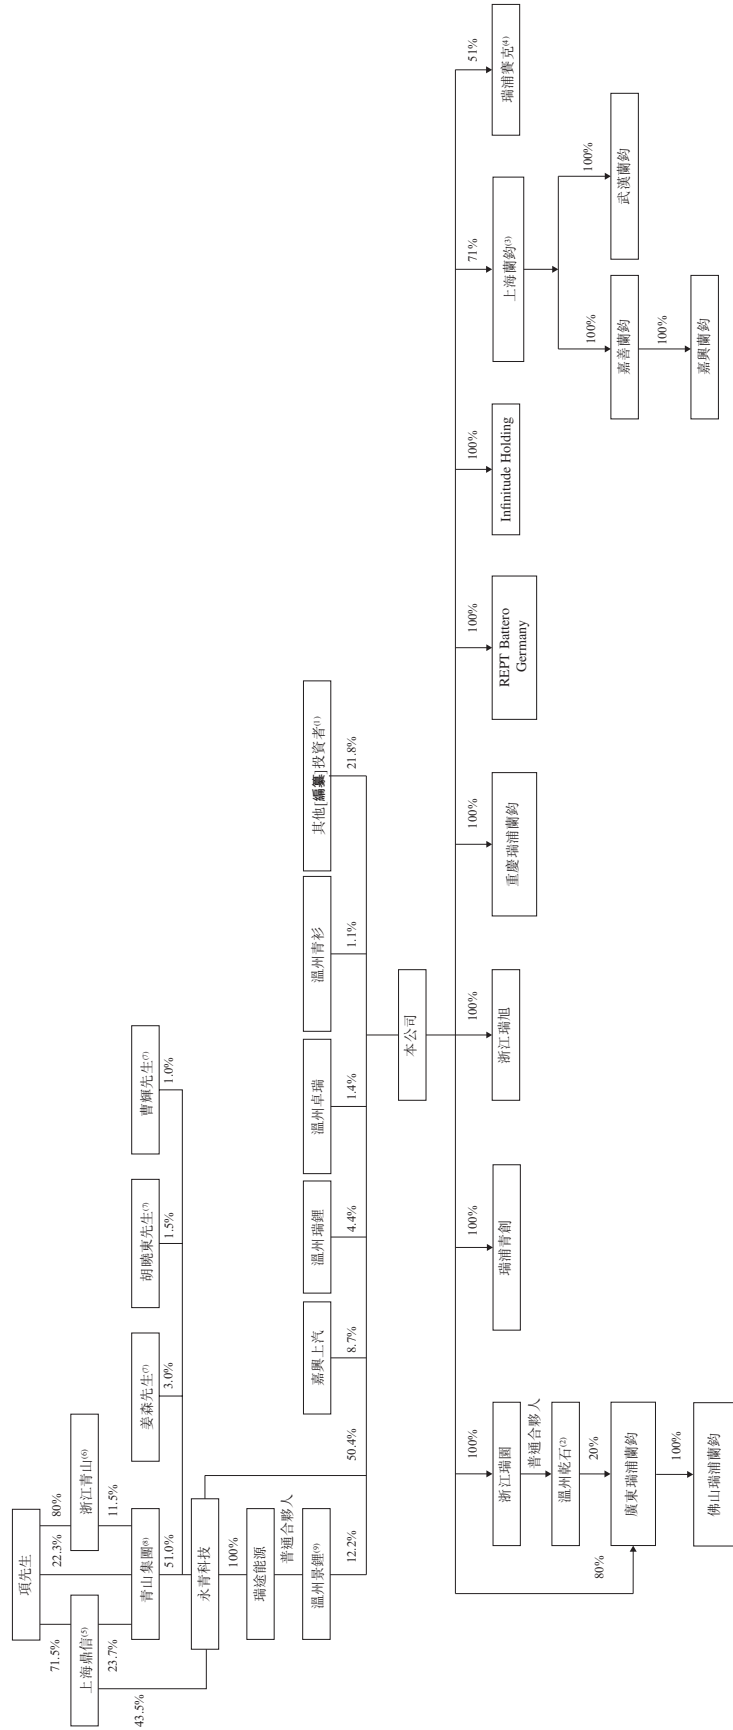 項先生
71.5%
22.3%
80%
上海鼎信(5)
浙江青山(6)
23.7%
11.5%
43.5%
青山集團(8)
姜森先生(7)
胡曉東先生(7)
曹輝先生(7)
51.0%
3.0%
1.5%
1.0%
永青科技
100%
瑞途能源
普通合夥人
溫州景鋰(9)
嘉興上汽
溫州瑞鋰
溫州卓瑞
溫州青衫
其他[編纂]投資者(1)
12.2%
50.4%
8.7%
4.4%
1.4%
1.1%
21.8%
本公司
100%
100%
100%
100%
100%
100%
71%
51%
浙江瑞園
瑞浦青創
浙江瑞旭
重慶瑞浦蘭鈞
REPT Battero
Germany
Infinitude Holding
上海蘭鈞(3)
瑞浦賽克(4)
普通合夥人
溫州乾石(2)
20%
80%
廣東瑞浦蘭鈞
100%
佛山瑞浦蘭鈞
100%
100%
嘉善蘭鈞
武漢蘭鈞
100%
嘉興蘭鈞